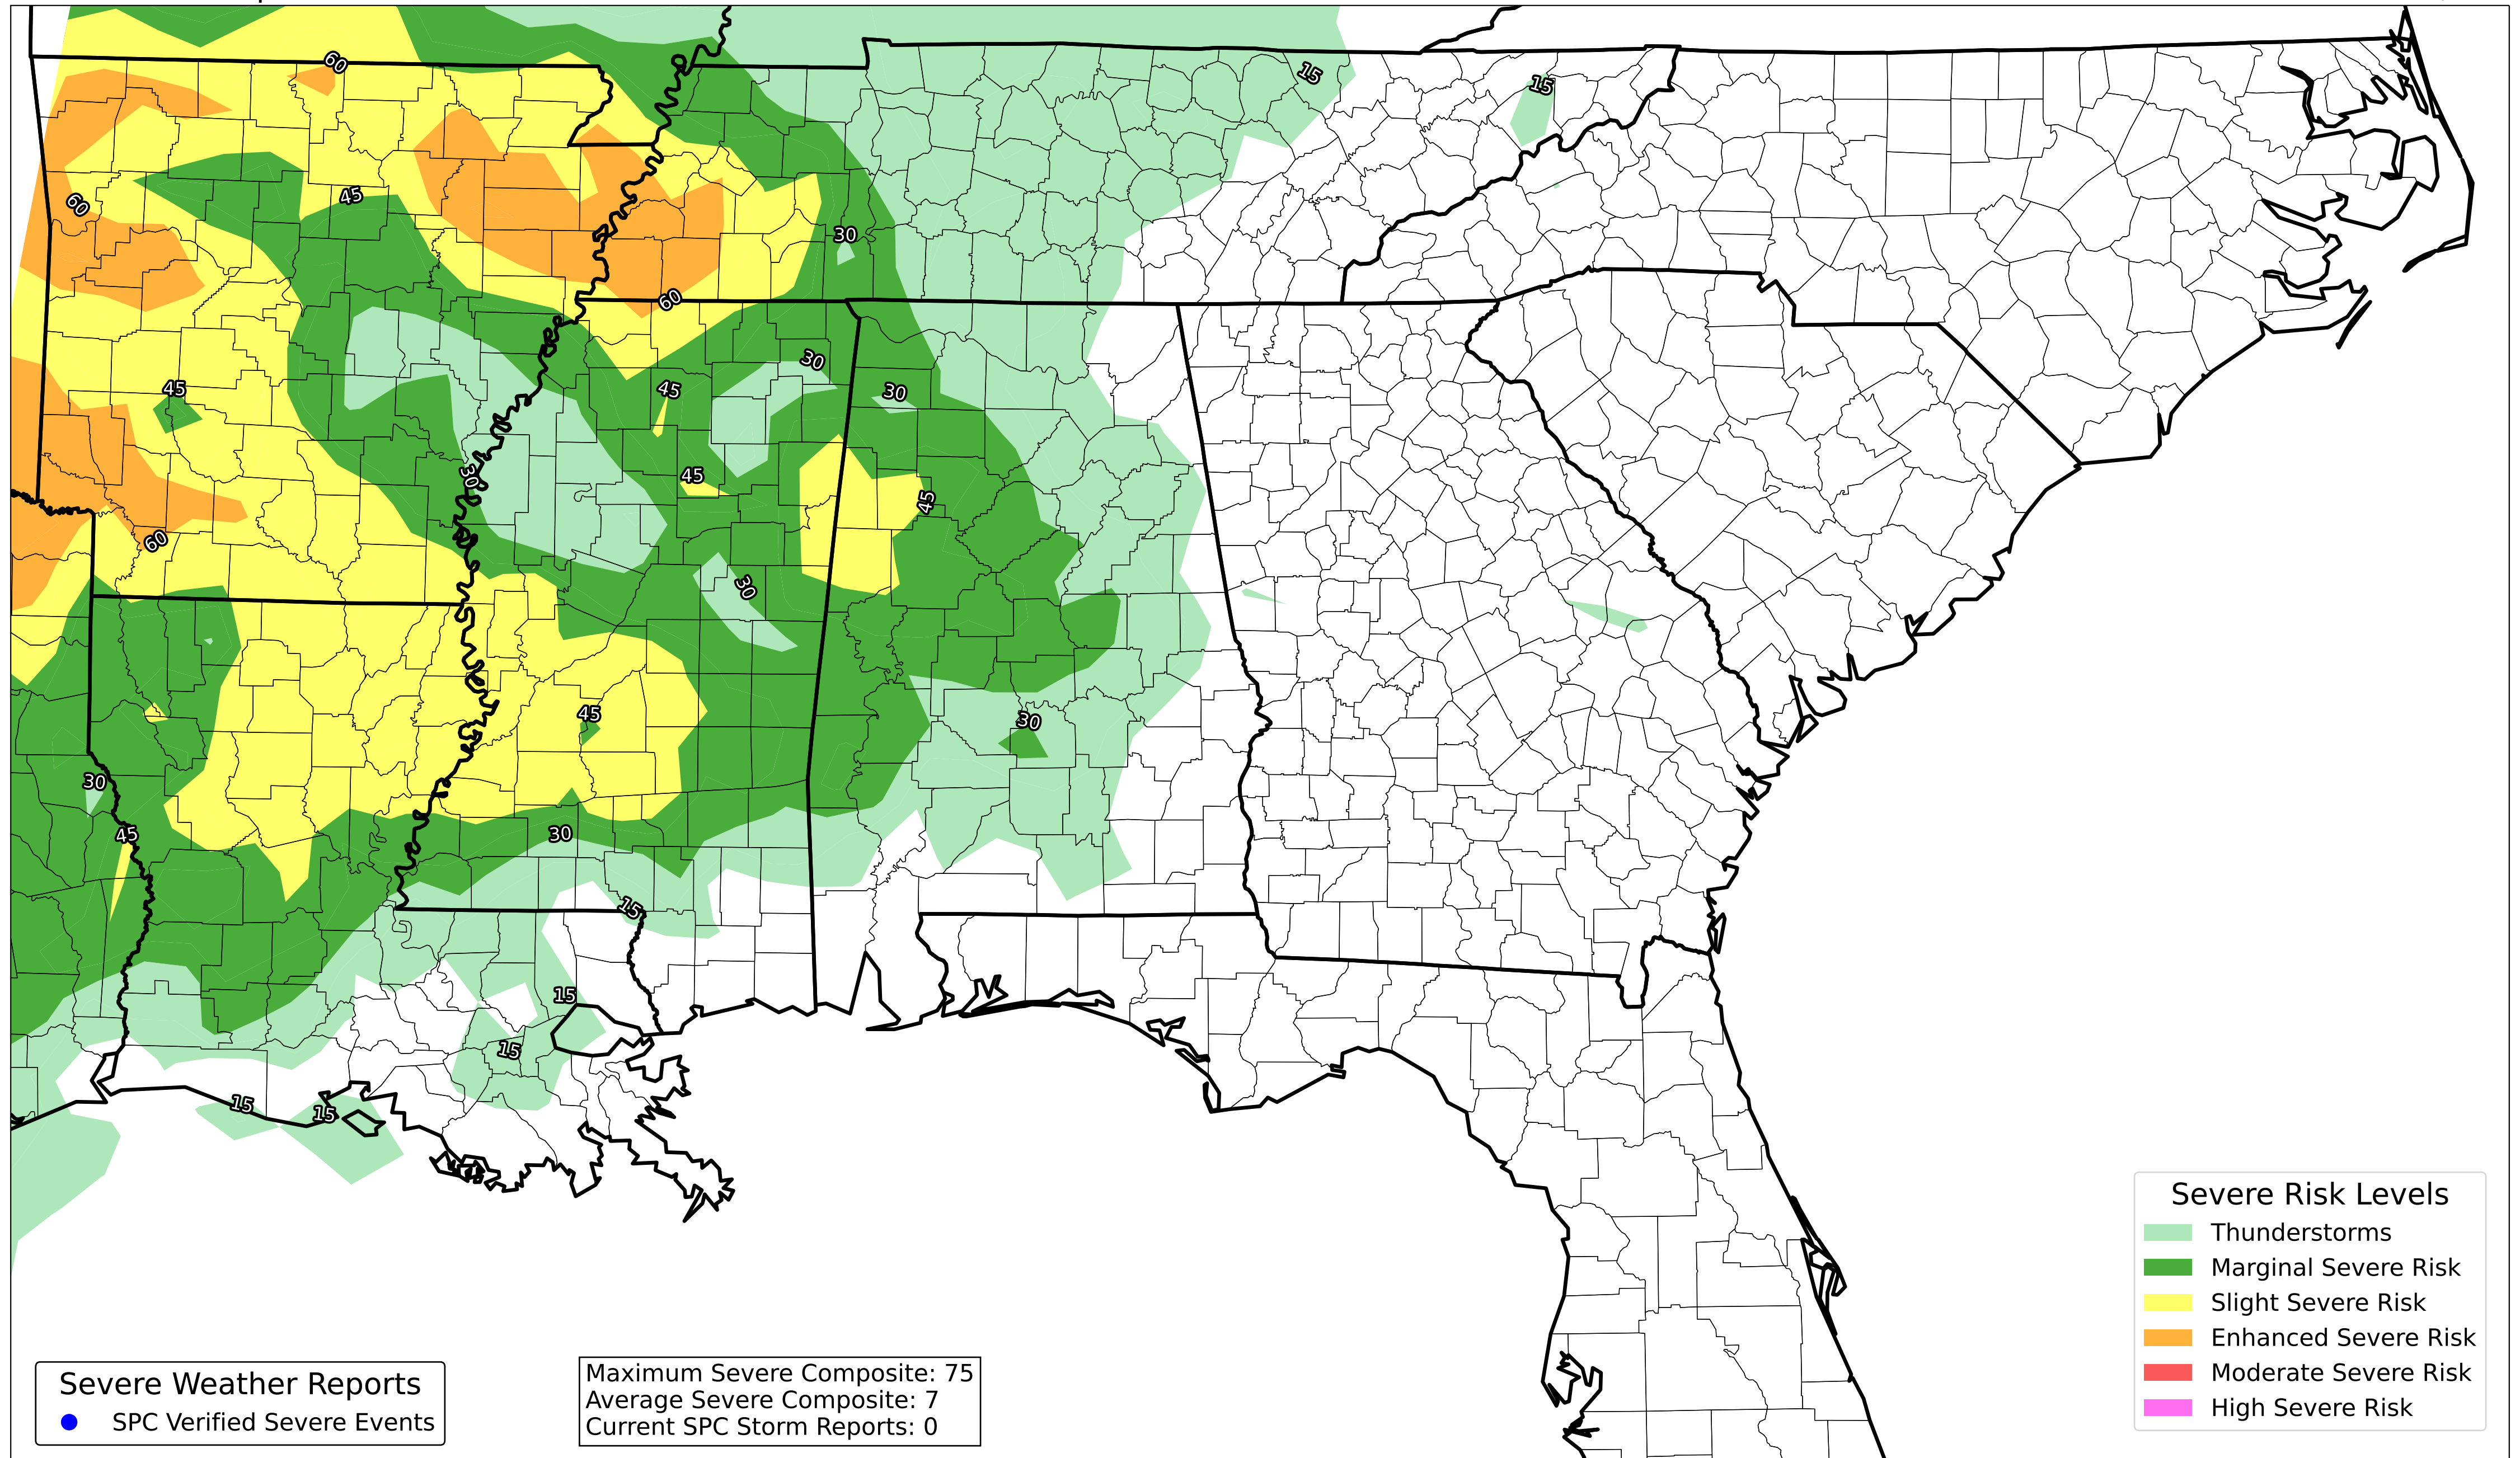 60
15
15
60
45
30
60
30
45
30
45
30
45
45
60
30
45
30
30
45
30
15
15
15
15
15
Severe Risk Levels
Thunderstorms
Marginal Severe Risk
Slight Severe Risk
Enhanced Severe Risk
Moderate Severe Risk
High Severe Risk
Severe Weather Reports
SPC Verified Severe Events
Maximum Severe Composite: 75
Average Severe Composite: 7
Current SPC Storm Reports: 0